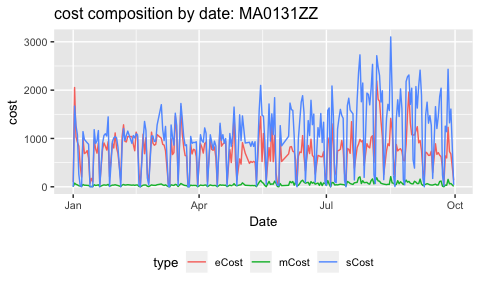 cost composition by date: MA0131ZZ
3000
2000
1000
0
cost
Jan
Apr
Jul
Oct
Date
type
eCost
mCost
sCost